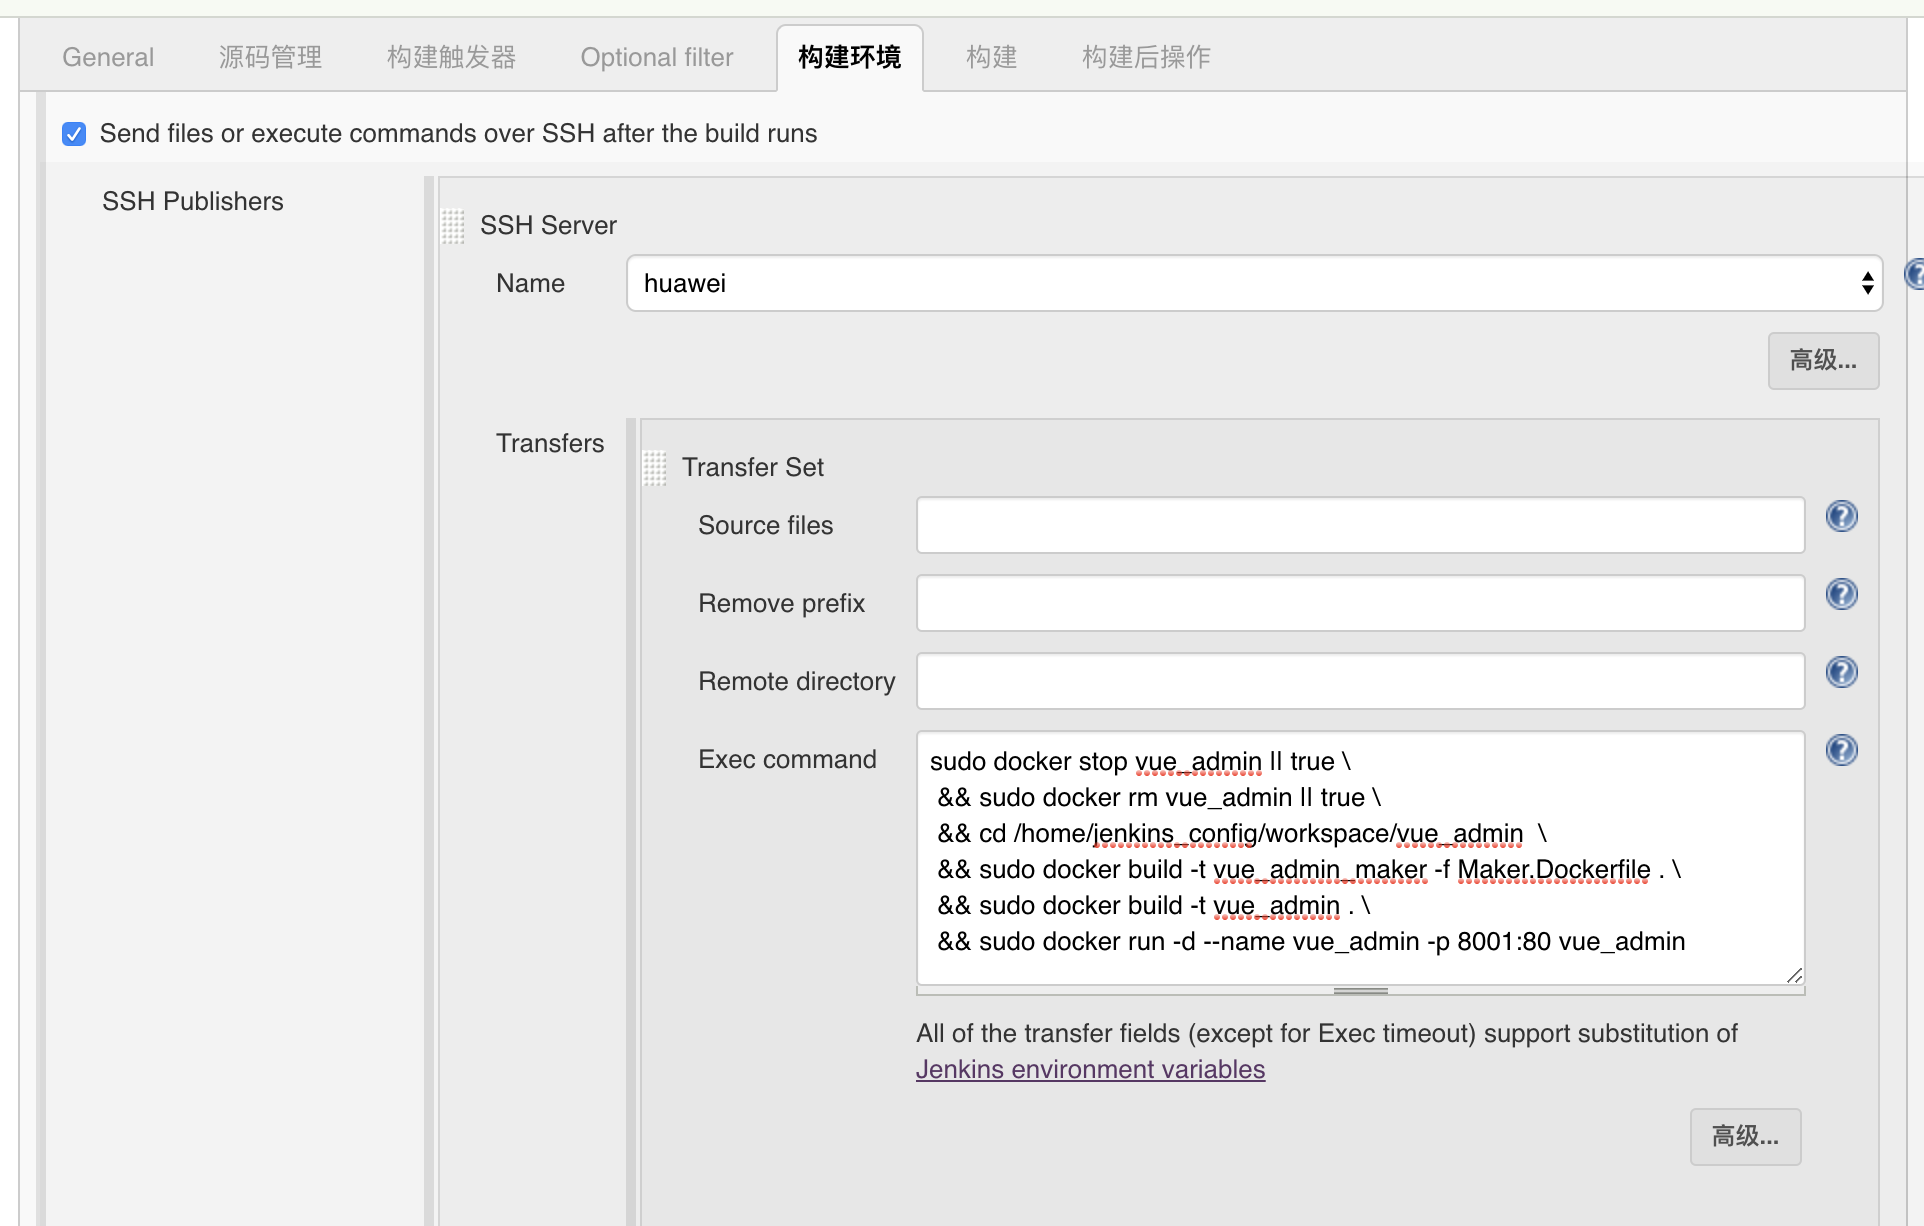 General 源码管理 构建触发器 Optional filter 构建环境 构建 构建后操作
Send files or execute commands over SSH after the build runs
SSH Publishers
SSH Server
Name huawei
高级...
Transfers
Transfer Set
Source files
Remove prefix
Remote directory
Exec command
sudo docker stop vue_admin || true \
&& sudo docker rm vue_admin || true \
&& cd /home/jenkins_config/workspace/vue_admin \
&& sudo docker build -t vue_admin_maker -f Maker.Dockerfile . \
&& sudo docker build -t vue_admin . \
&& sudo docker run -d --name vue_admin -p 8001:80 vue_admin
All of the transfer fields (except for Exec timeout) support substitution of
Jenkins environment variables
高级...